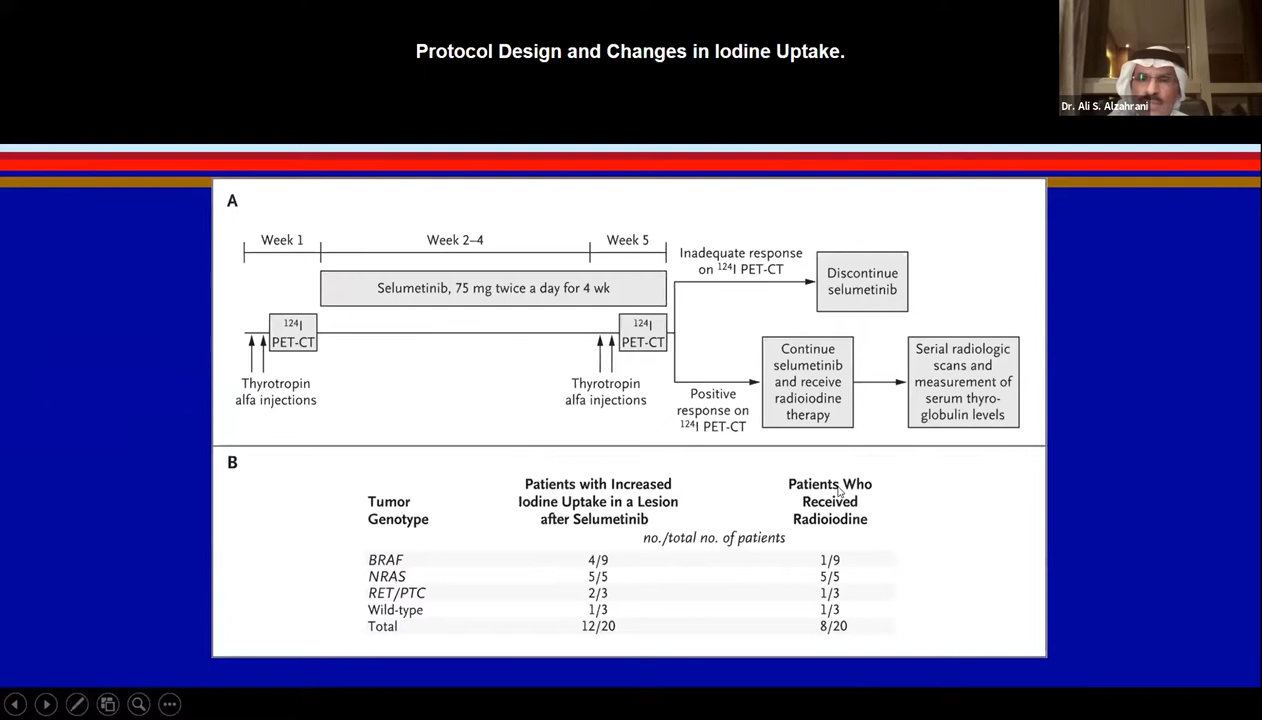 Protocol Design and Changes in Iodine Uptake.
Dr. Ali S. Alzahrani
A
Week 1
Week 2–4
Week 5
Selumetinib, 75 mg twice a day for 4 wk
124I
PET-CT
124I
PET-CT
Thyrotropin
alfa injections
Thyrotropin
alfa injections
Inadequate response
on 124I PET-CT
Discontinue
selumetinib
Positive
response on
124I PET-CT
Continue
selumetinib
and receive
radioiodine
therapy
Serial radiologic
scans and
measurement of
serum thyro-
globulin levels
B
Tumor
Genotype
Patients with Increased
Iodine Uptake in a Lesion
after Selumetinib
Patients Who
Received
Radioiodine
no./total no. of patients
BRAF 4/9 1/9
NRAS 5/5 5/5
RET/PTC 2/3 1/3
Wild-type 1/3 1/3
Total 12/20 8/20